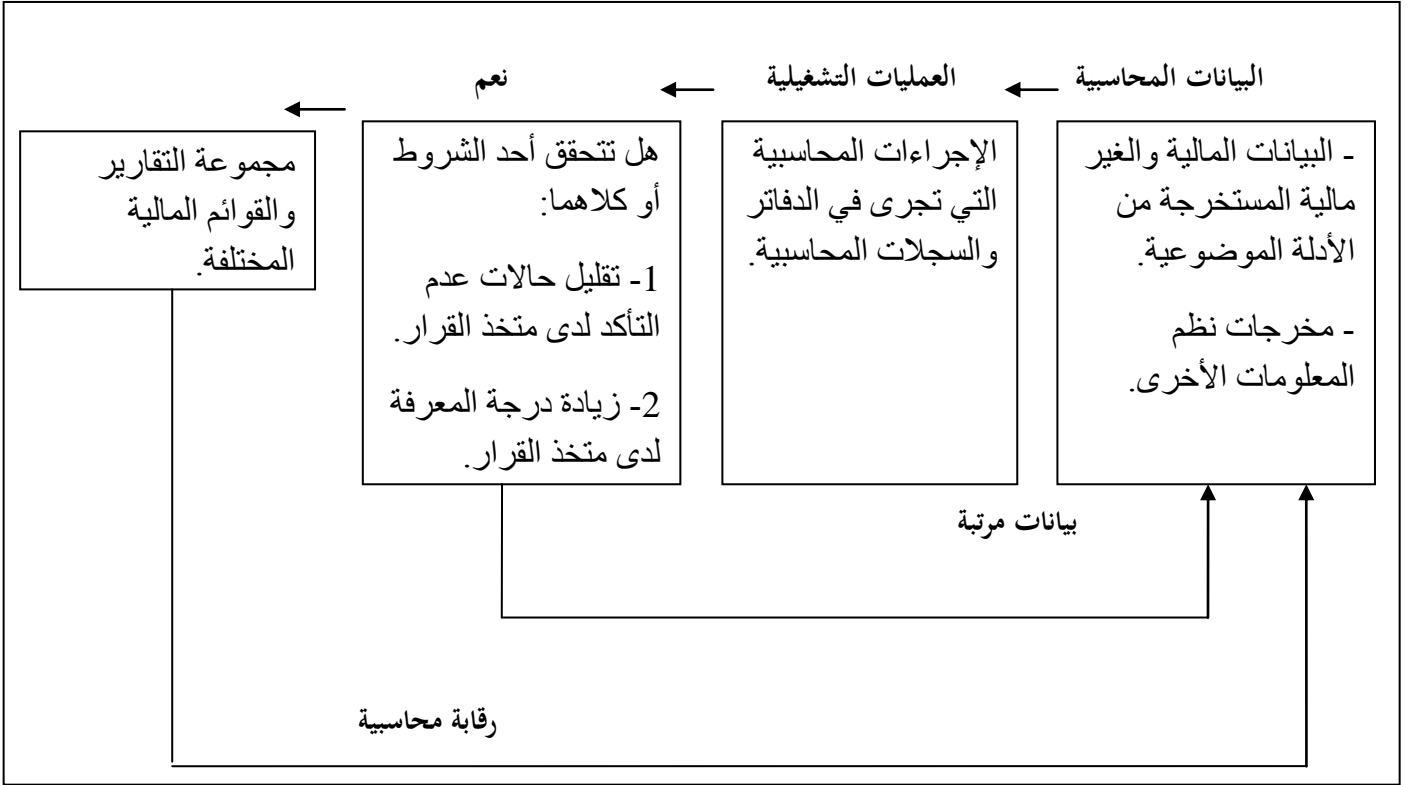 البيانات المحاسبية
العمليات التشغيلية
نعم
- البيانات المالية والغير
مالية المستخرجة من
الأدلة الموضوعية.
- مخرجات نظم
المعلومات الأخرى.
الإجراءات المحاسبية
التي تجرى في الدفاتر
والسجلات المحاسبية.
هل تتحقق أحد الشروط
أو كلاهما:
1- تقليل حالات عدم
التأكد لدى متخذ القرار.
2- زيادة درجة المعرفة
لدى متخذ القرار.
مجموعة التقارير
والقوائم المالية
المختلفة.
بيانات مرتبة
رقابة محاسبية